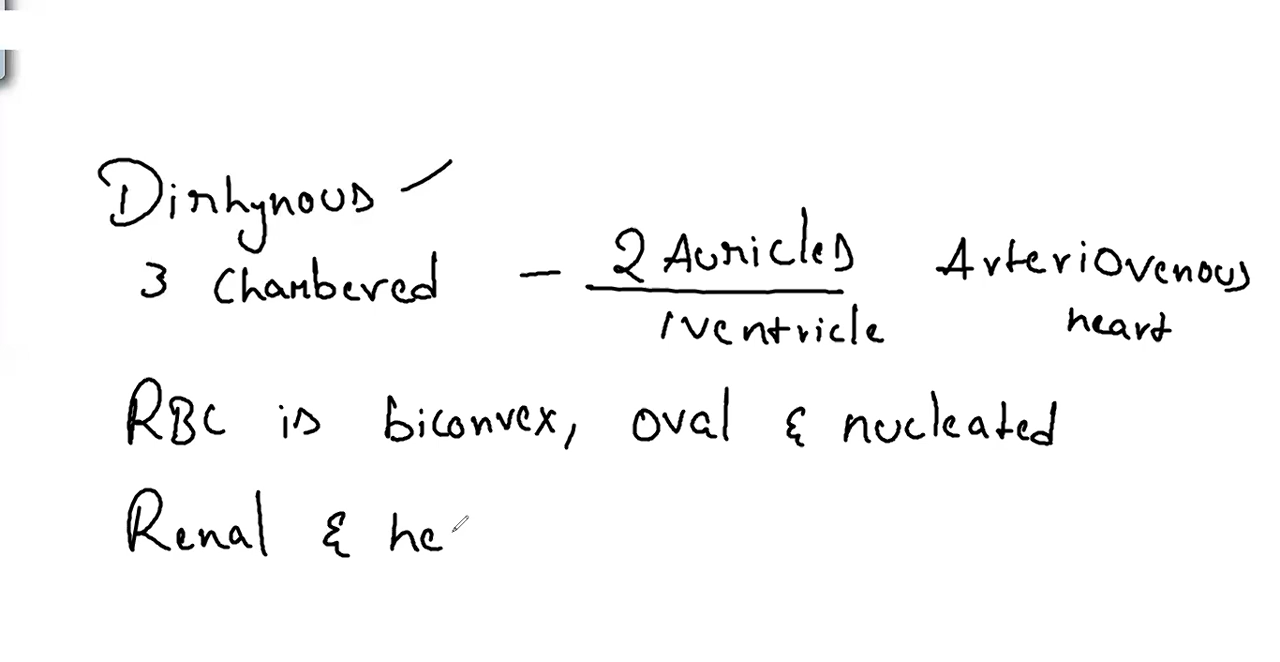 Dirhynous
3 Chambered — 2 Auricles Arteriovenous
1 ventricle heart
RBC is biconvex, oval & nucleated
Renal & he